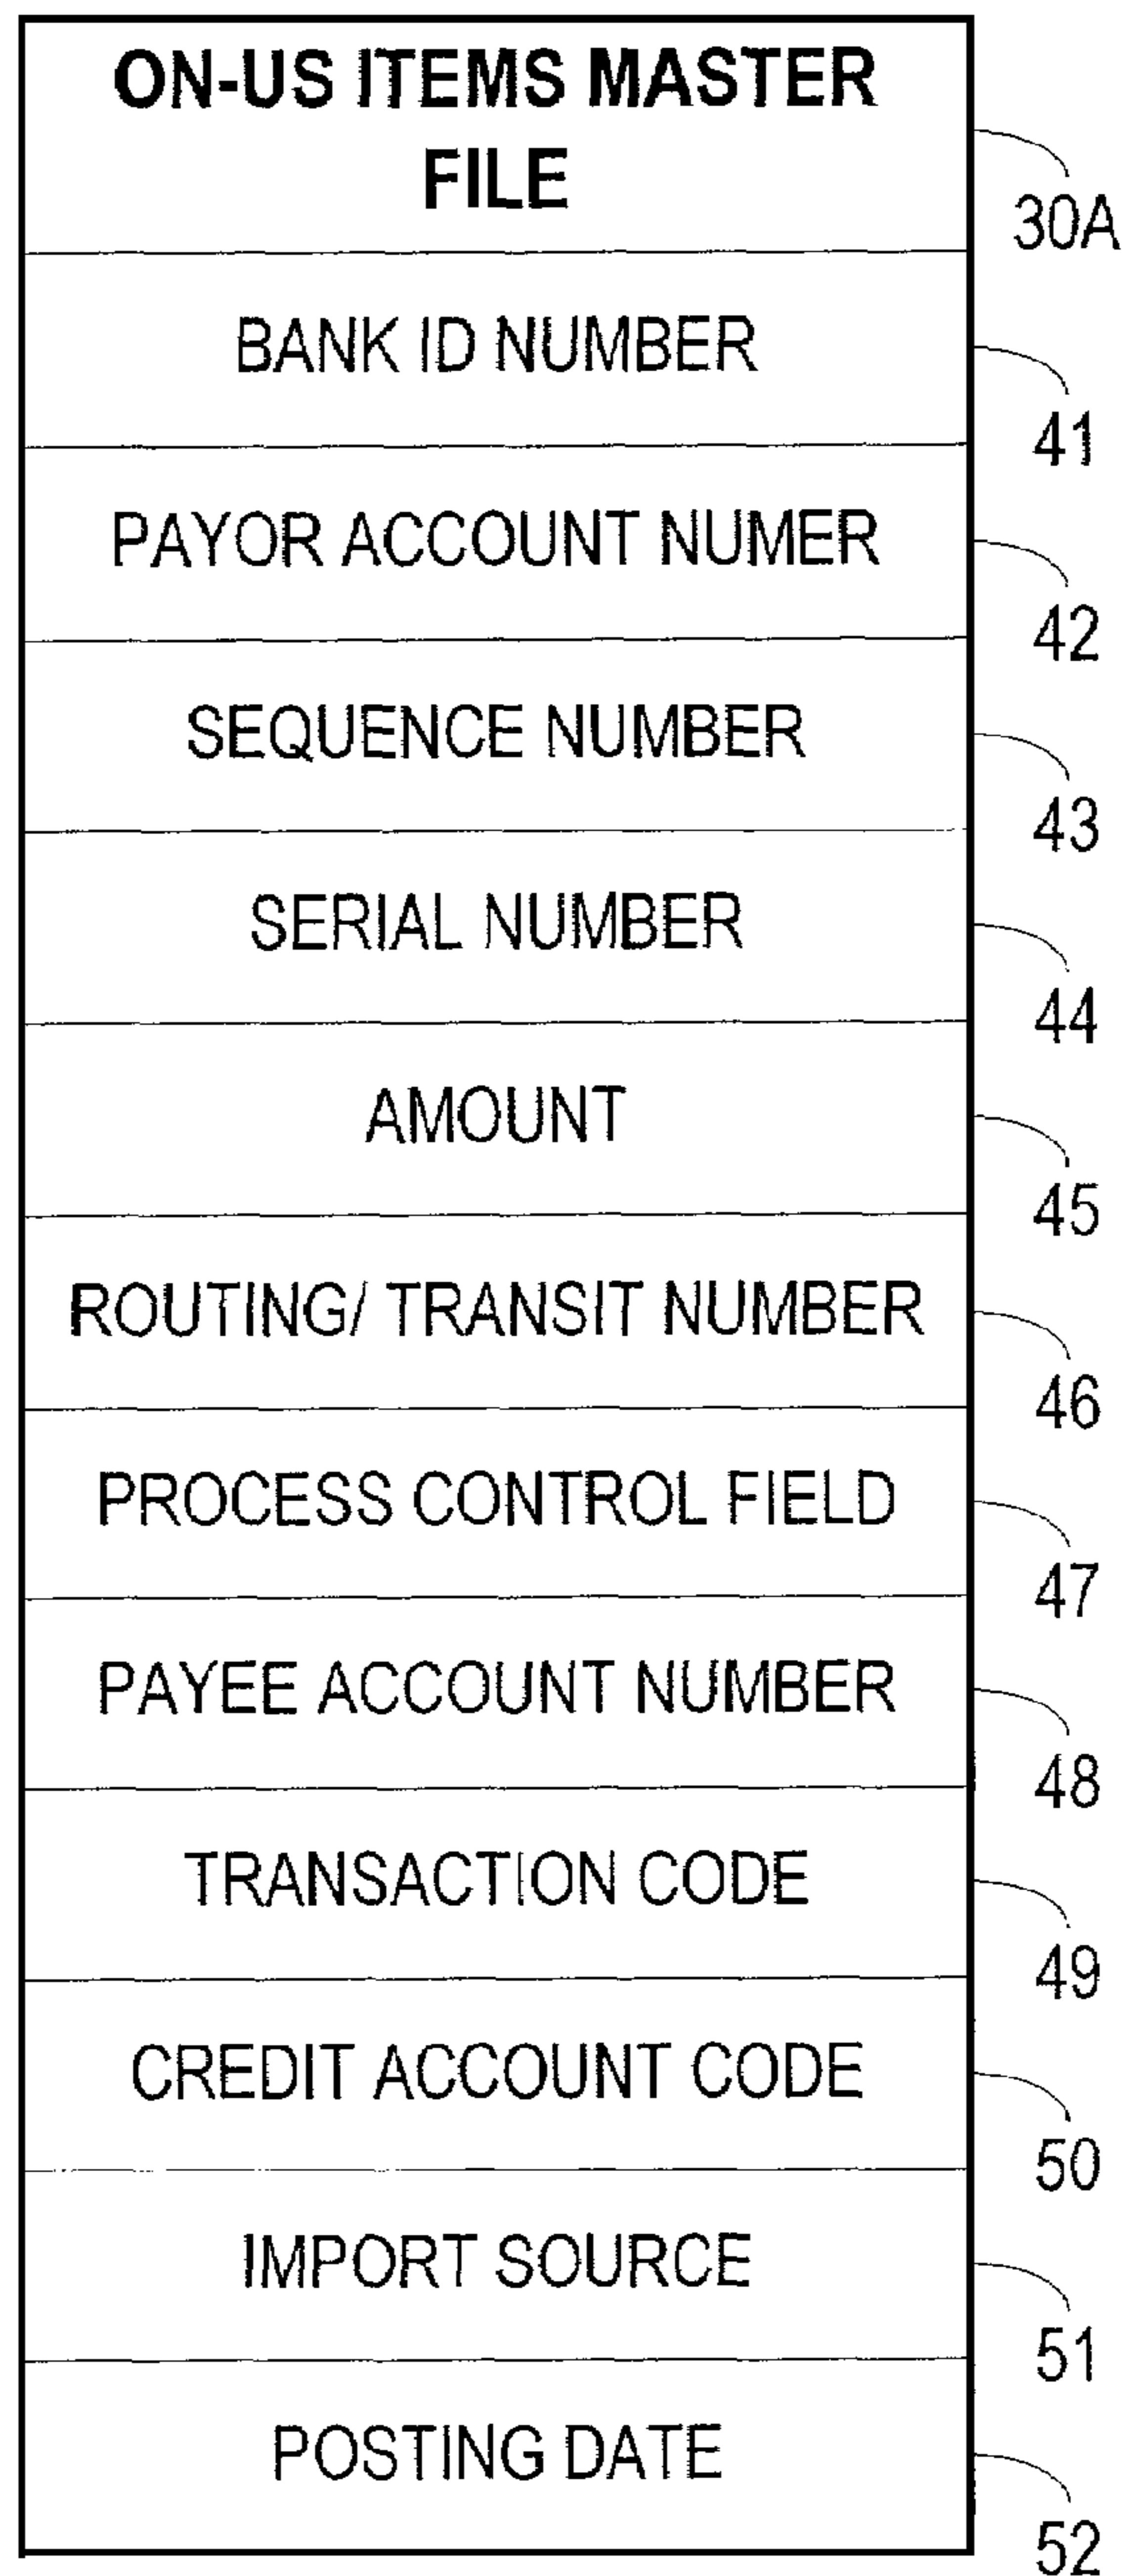 ON-US ITEMS MASTER
FILE
30A
BANK ID NUMBER
41
PAYOR ACCOUNT NUMER
42
SEQUENCE NUMBER
43
SERIAL NUMBER
44
AMOUNT
45
ROUTING/ TRANSIT NUMBER
46
PROCESS CONTROL FIELD
47
PAYEE ACCOUNT NUMBER
48
TRANSACTION CODE
49
CREDIT ACCOUNT CODE
50
IMPORT SOURCE
51
POSTING DATE
52